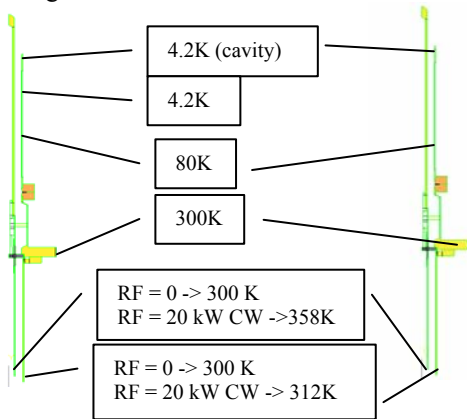 4.2K (cavity)
4.2K
80K
300K
RF = 0 -> 300 K
RF = 20 kW CW ->358K
RF = 0 -> 300 K
RF = 20 kW CW -> 312K